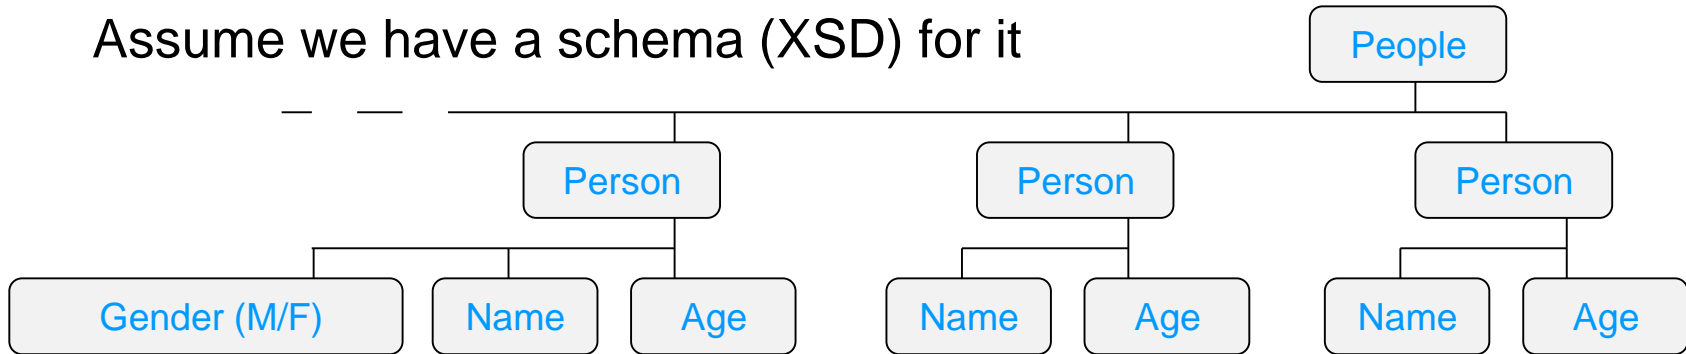 Assume we have a schema (XSD) for it
People
Person
Person
Person
Gender (M/F)
Name
Age
Name
Age
Name
Age